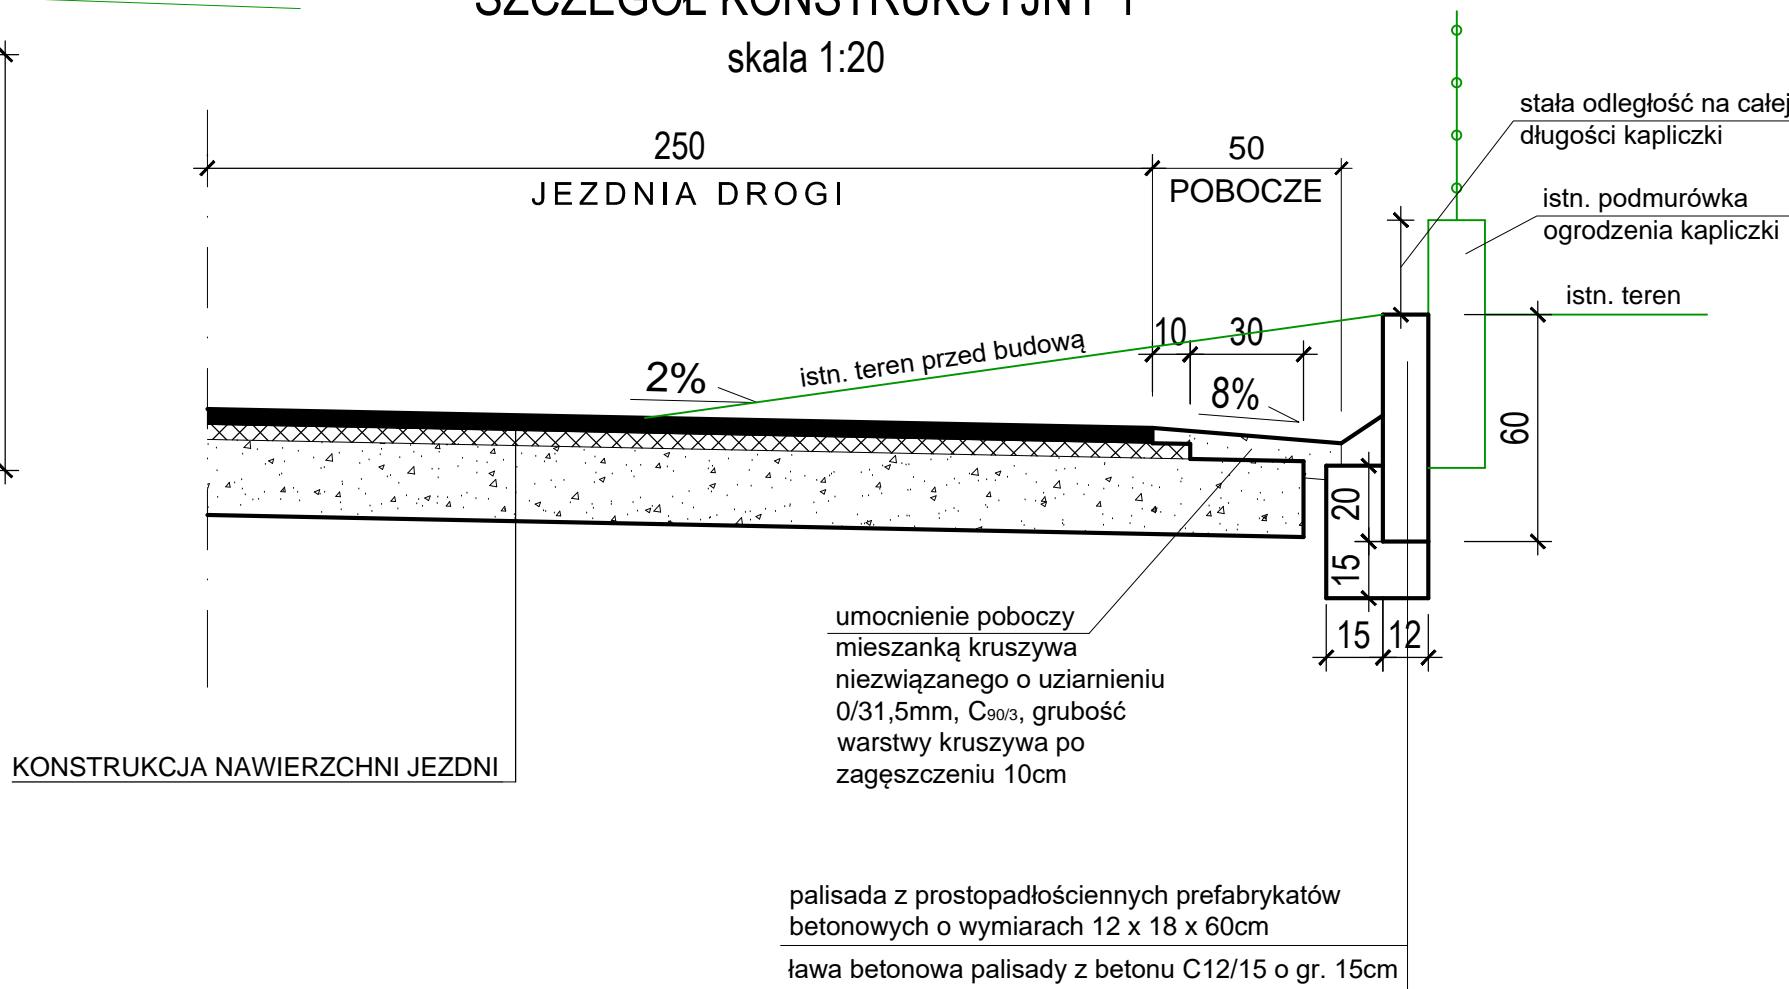 SZCZEGÓŁ KONSTRUKCYJNY 1
skala 1:20
250
JEZDNIA DROGI
50
POBOCZE
stała odległość na całej
długości kapliczki
istn. podmurówka
ogrodzenia kapliczki
istn. teren
10
30
istn. teren przed budową
2%
8%
60
20
15
15
12
umocnienie poboczy
mieszanką kruszywa
niezwiązanego o uziarnieniu
0/31,5mm, C90/3, grubość
warstwy kruszywa po
zagęszczeniu 10cm
KONSTRUKCJA NAWIERZCHNI JEZDNI
palisada z prostopadłościennych prefabrykatów
betonowych o wymiarach 12 x 18 x 60cm
ława betonowa palisady z betonu C12/15 o gr. 15cm